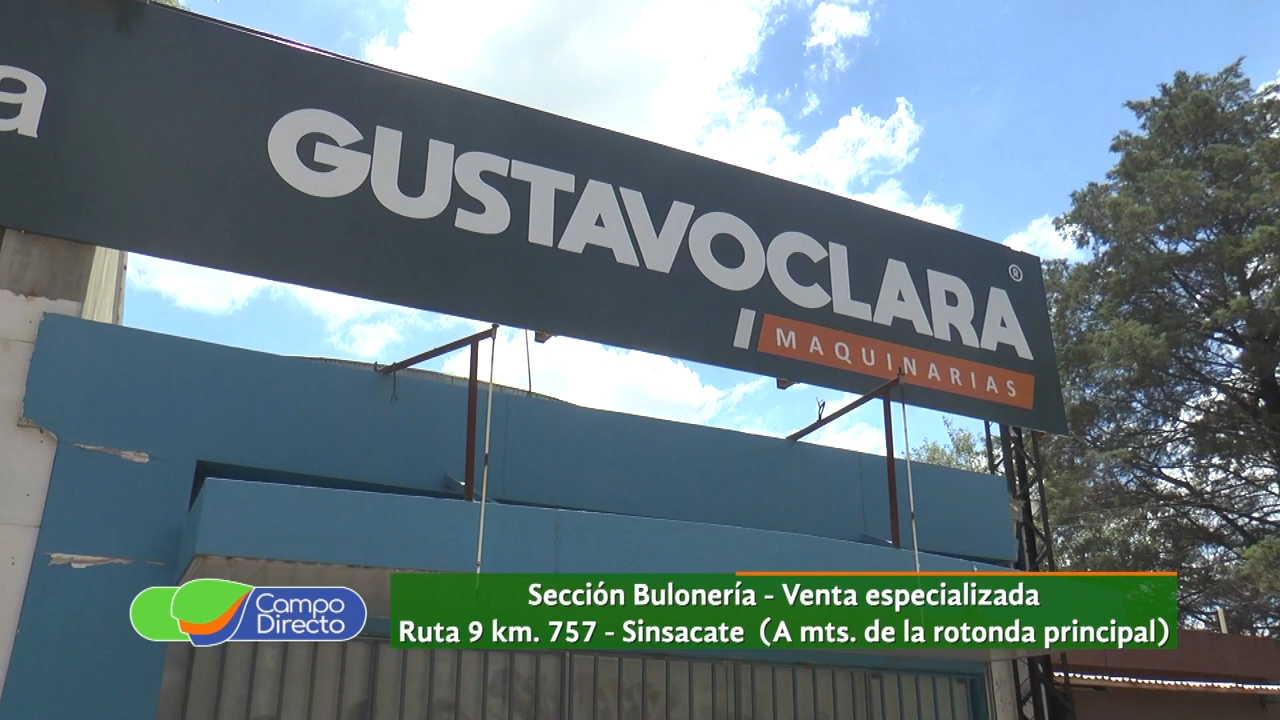 a
GUSTAVOCLARA®
MAQUINARIAS
Campo
Directo
Sección Bulonería - Venta especializada
Ruta 9 km. 757 - Sinsacate (A mts. de la rotonda principal)